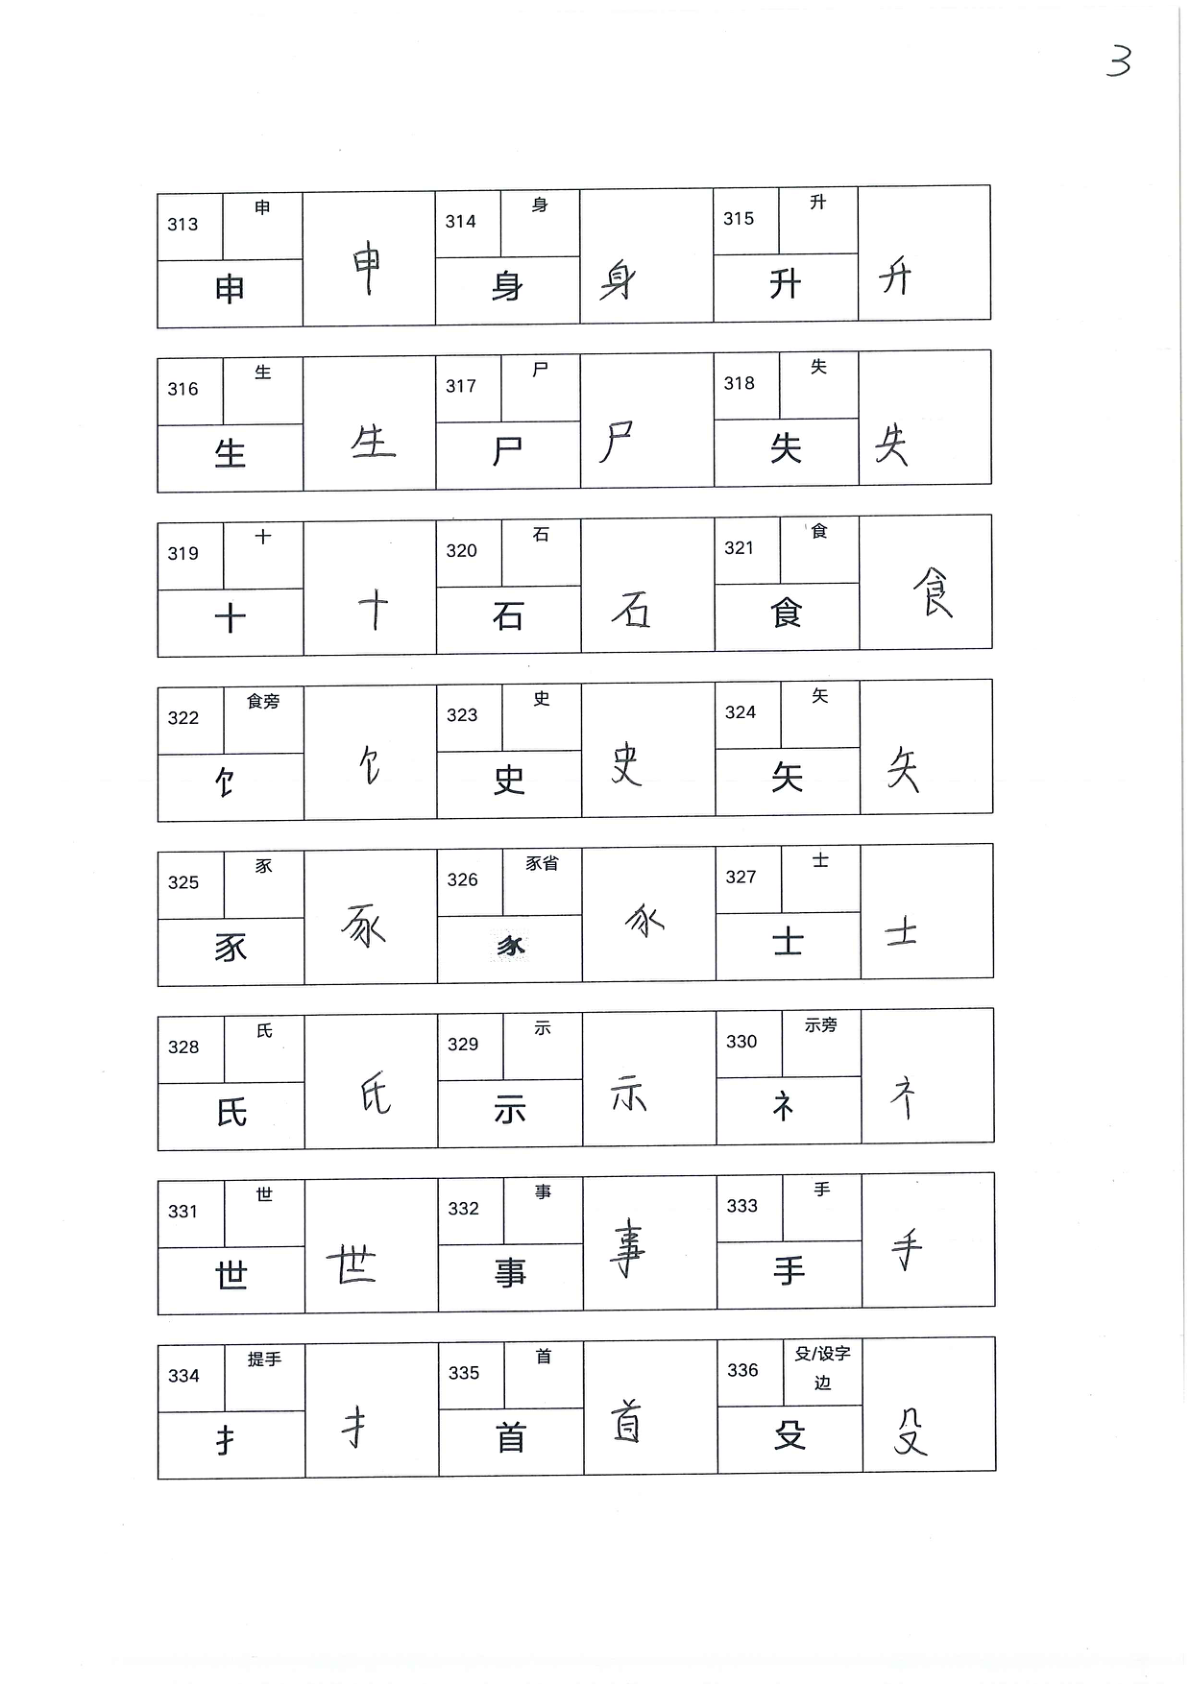 3
313 申 申 314 身 身 315 升 升
申 身 升
316 生 生 317 尸 尸 318 失 失
生 尸 失
319 十 十 320 石 石 321 食 食
十 石 食
322 食旁 饣 323 史 史 324 矢 矢
饣 史 矢
325 豕 豕 326 豕省 327 士 士
豕 士
328 氏 氏 329 示 示 330 示旁 礻
氏 示 礻
331 世 世 332 事 事 333 手 手
世 事 手
334 提手 扌 335 首 首 336 殳/设字边 殳
扌 首 殳